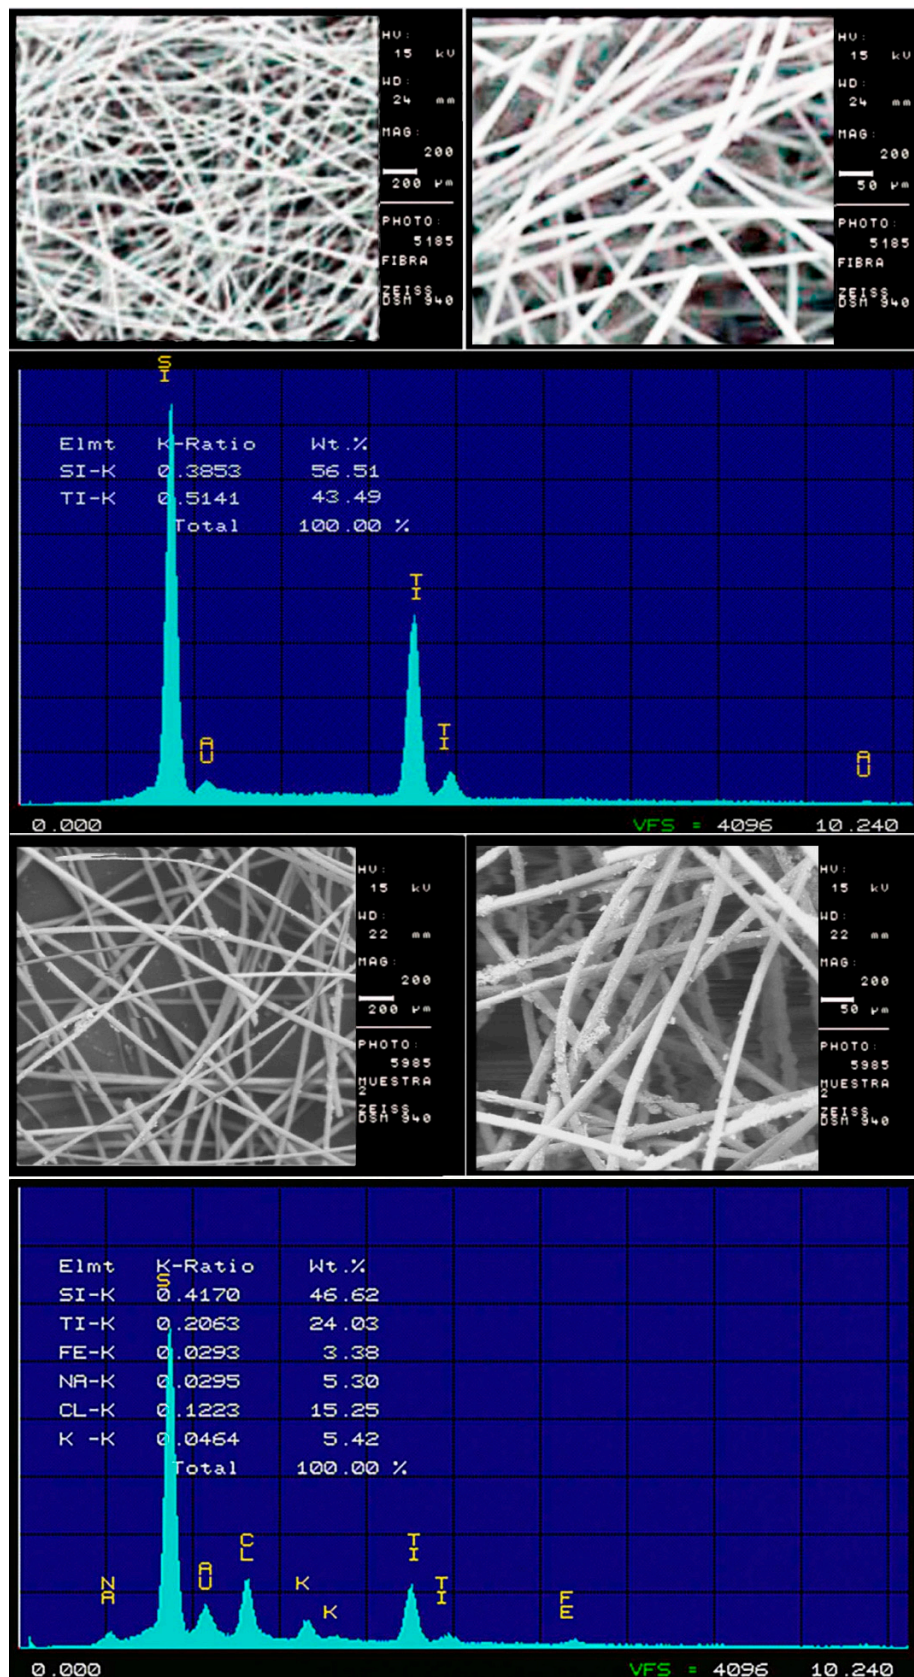 HV:
15 kV
WD:
24 mm
MAG:
200
200 µm
PHOTO:
5185
FIBRA
ZEISS
DSM 940
HV:
15 kV
WD:
24 mm
MAG:
200
50 µm
PHOTO:
5185
FIBRA
ZEISS
DSM 940
SI
Elmt K-Ratio Wt.%
SI-K 0.3853 56.51
TI-K 0.5141 43.49
Total 100.00 %
TI
AU
TI
AU
0.000 VFS = 4096 10.240
HV:
15 kV
WD:
22 mm
MAG:
200
200 µm
PHOTO:
5985
MUESTRA
2
ZEISS
DSM 940
HV:
15 kV
WD:
22 mm
MAG:
200
50 µm
PHOTO:
5985
MUESTRA
2
ZEISS
DSM 940
Elmt K-Ratio Wt.%
S
SI-K 0.4170 46.62
TI-K 0.2063 24.03
FE-K 0.0293 3.38
NA-K 0.0295 5.30
CL-K 0.1223 15.25
K -K 0.0464 5.42
Total 100.00 %
CL
TI
AU
NA
K
TI
K
FE
0.000 VFS = 4096 10.240